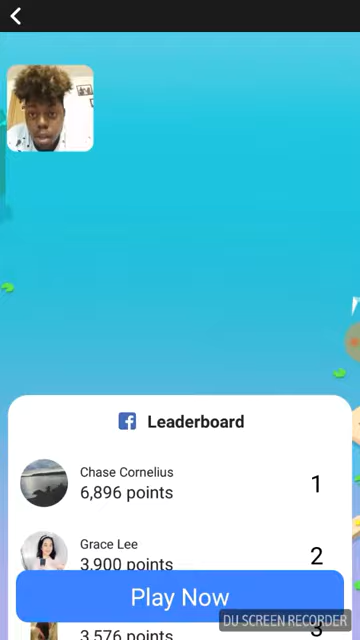 Leaderboard
Chase Cornelius
6,896 points
1
Grace Lee
3,900 points
2
Play Now
DU SCREEN RECORDER
3,576 points
3